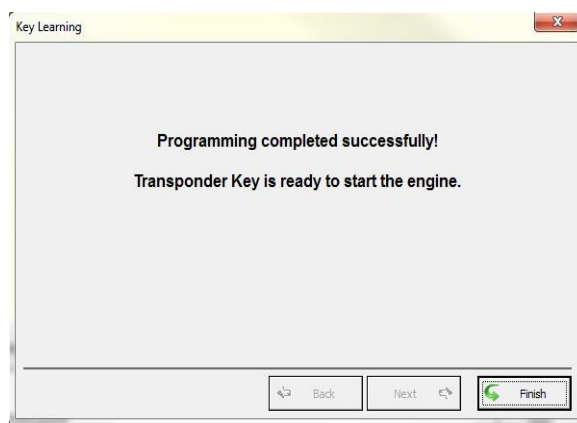 Key Learning
Programming completed successfully!
Transponder Key is ready to start the engine.
Back Next Finish